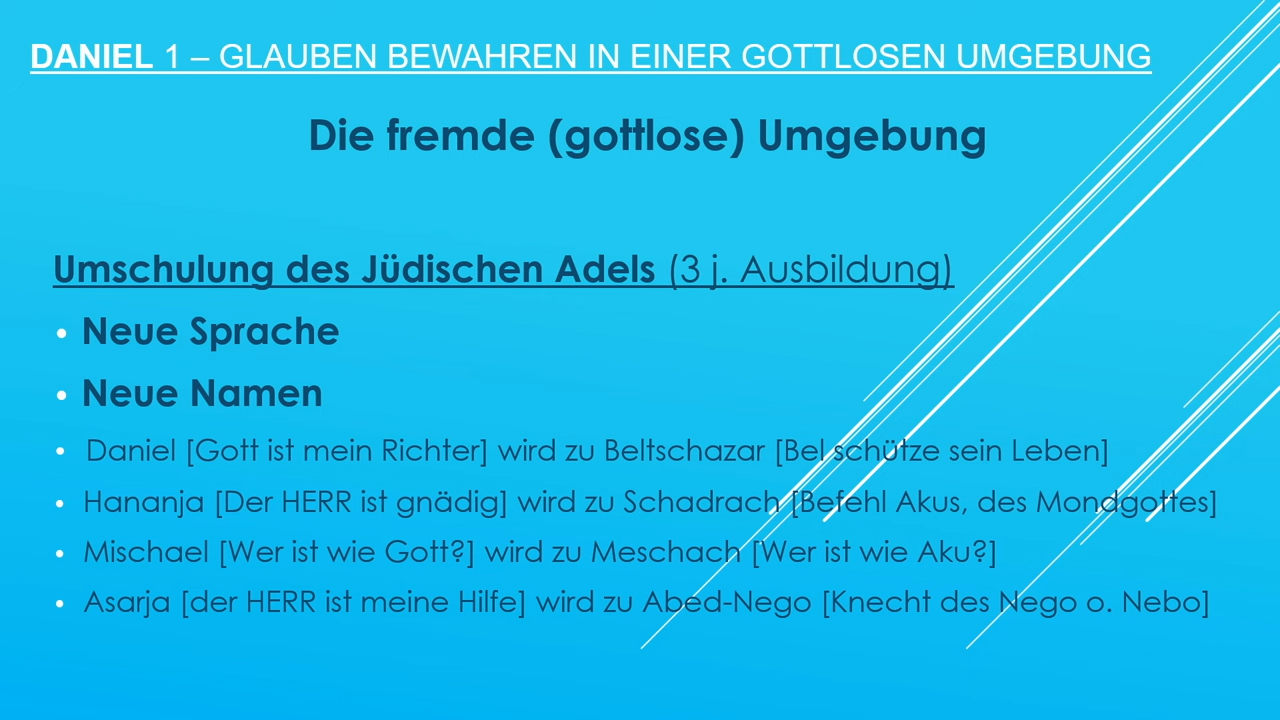 DANIEL 1 – GLAUBEN BEWAHREN IN EINER GOTTLOSEN UMGEBUNG
Die fremde (gottlose) Umgebung
Umschulung des Jüdischen Adels (3 j. Ausbildung)
• Neue Sprache
• Neue Namen
• Daniel [Gott ist mein Richter] wird zu Beltschazar [Bel schütze sein Leben]
• Hananja [Der HERR ist gnädig] wird zu Schadrach [Befehl Akus, des Mondgottes]
• Mischael [Wer ist wie Gott?] wird zu Meschach [Wer ist wie Aku?]
• Asarja [der HERR ist meine Hilfe] wird zu Abed-Nego [Knecht des Nego o. Nebo]